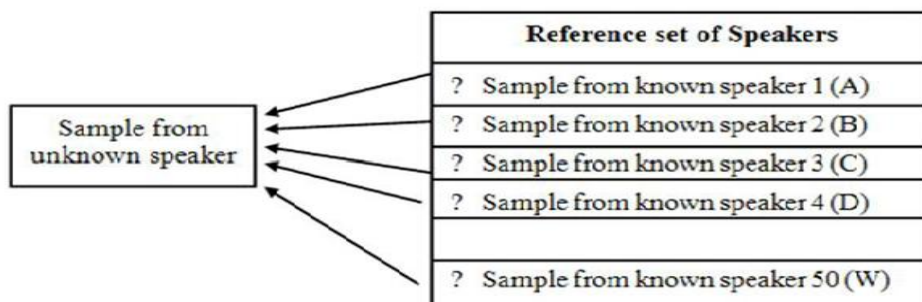 Reference set of Speakers
? Sample from known speaker 1 (A)
Sample from
unknown speaker
? Sample from known speaker 2 (B)
? Sample from known speaker 3 (C)
? Sample from known speaker 4 (D)
? Sample from known speaker 50 (W)